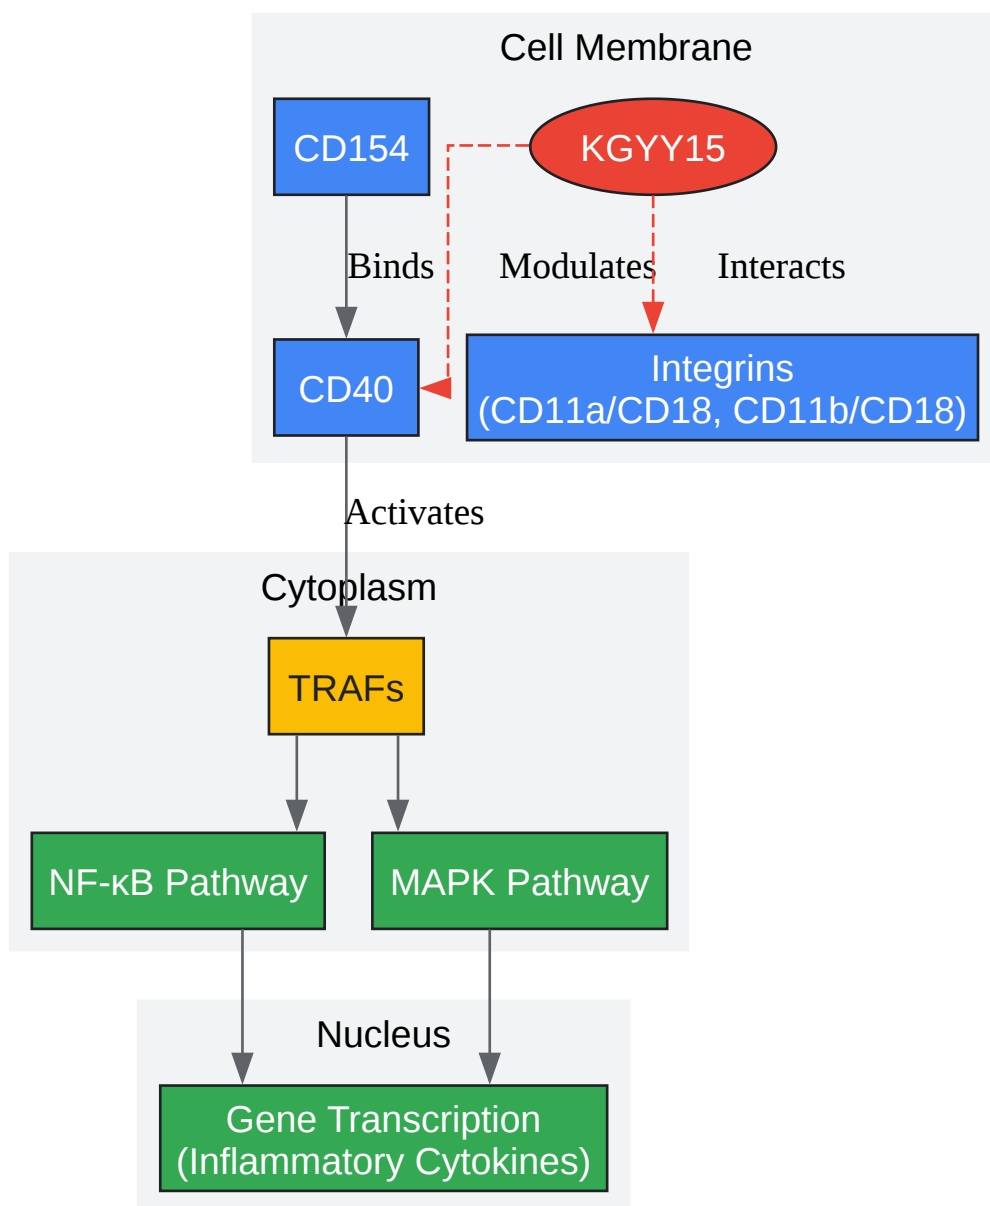 Cell Membrane
CD154
KGYY15
Binds
Modulates
Interacts
CD40
Integrins
(CD11a/CD18, CD11b/CD18)
Activates
Cytoplasm
TRAFs
NF-κB Pathway
MAPK Pathway
Nucleus
Gene Transcription
(Inflammatory Cytokines)